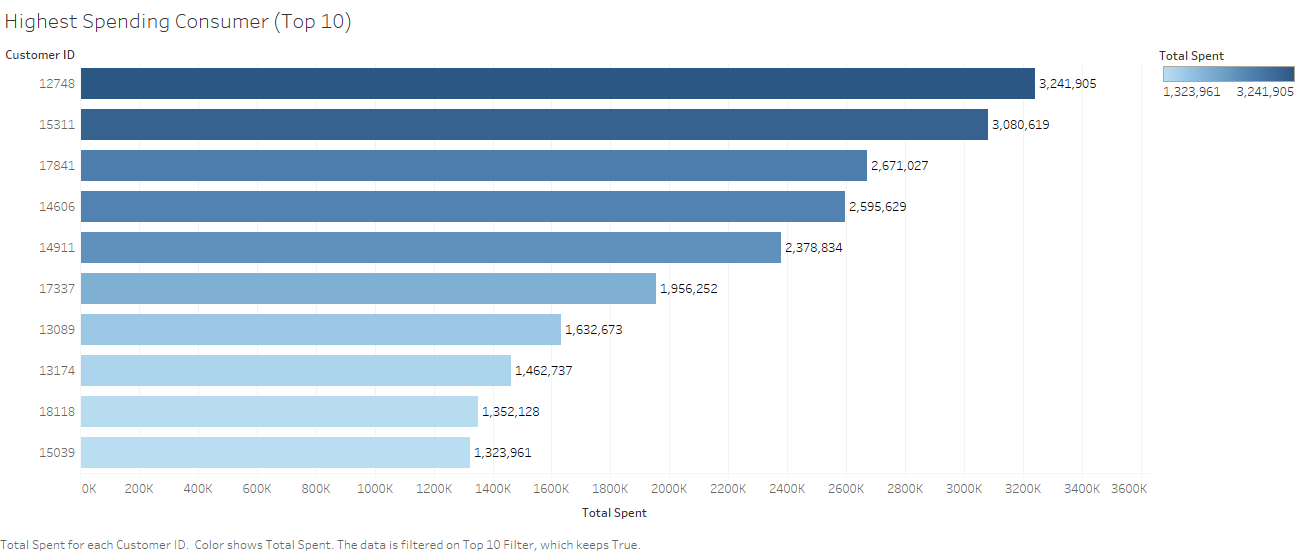 Highest Spending Consumer (Top 10)
Customer ID
Total Spent
1,323,961 3,241,905
12748 3,241,905
15311 3,080,619
17841 2,671,027
14606 2,595,629
14911 2,378,834
17337 1,956,252
13089 1,632,673
13174 1,462,737
18118 1,352,128
15039 1,323,961
0K 200K 400K 600K 800K 1000K 1200K 1400K 1600K 1800K 2000K 2200K 2400K 2600K 2800K 3000K 3200K 3400K 3600K
Total Spent
Total Spent for each Customer ID.  Color shows Total Spent. The data is filtered on Top 10 Filter, which keeps True.